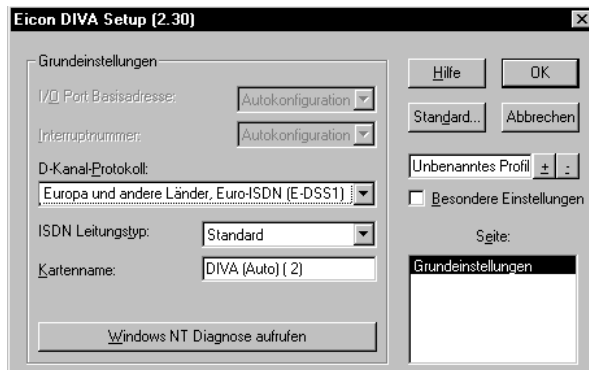 Eicon DIVA Setup (2.30)
Grundeinstellungen
I/O Port Basisadresse:
Autokonfiguration
Interruptnummer:
Autokonfiguration
D-Kanal-Protokoll:
Europa und andere Länder, Euro-ISDN (E-DSS1)
ISDN Leitungstyp:
Standard
Kartenname:
DIVA (Auto) ( 2)
Windows NT Diagnose aufrufen
Hilfe
OK
Standard...
Abbrechen
Unbenanntes Profil
+
-
Besondere Einstellungen
Seite:
Grundeinstellungen